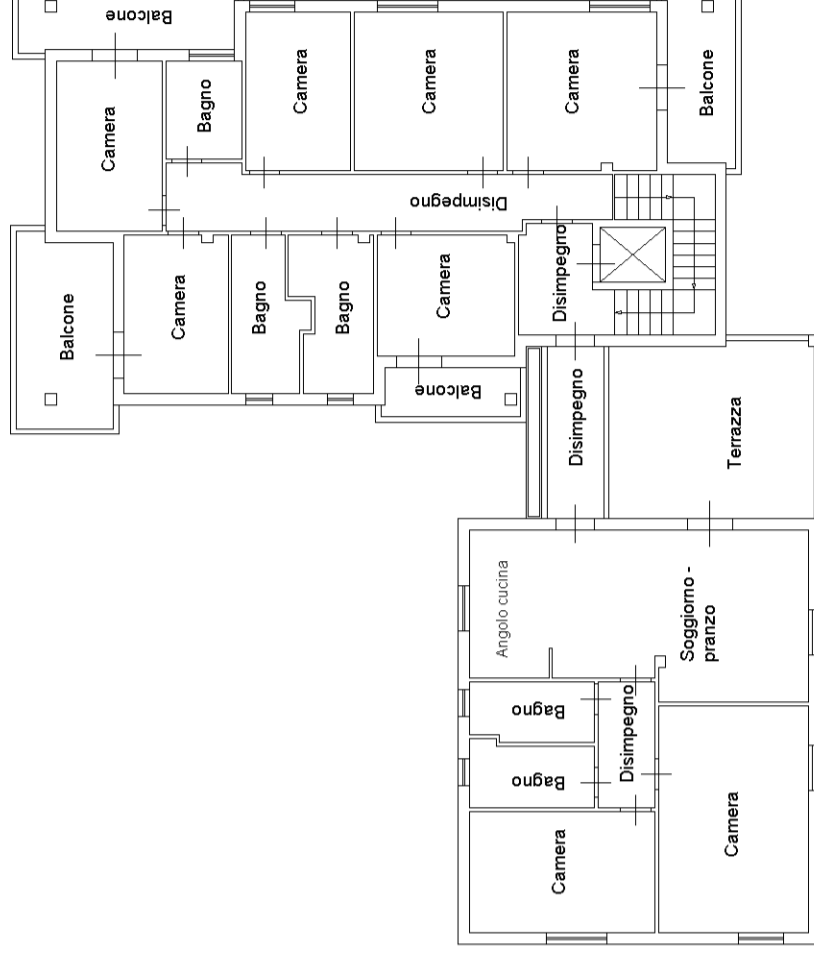 Balcone
Camera
Bagno
Camera
Camera
Camera
Balcone
Disimpegno
Balcone
Camera
Bagno
Bagno
Camera
Disimpegno
Balcone
Disimpegno
Terrazza
Angolo cucina
Soggiorno -
pranzo
Bagno
Disimpegno
Bagno
Camera
Camera